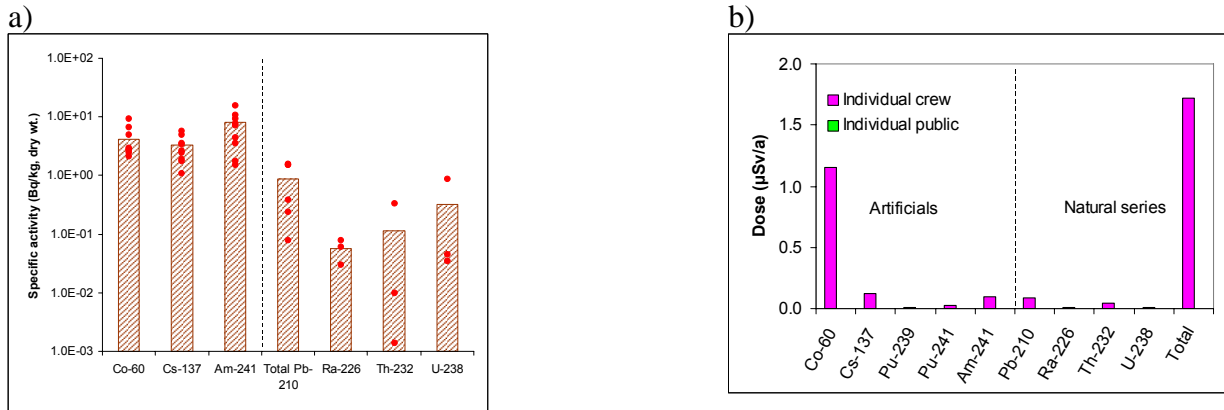 a)
Specific activity (Bq/kg, dry wt.)
1.0E+02
1.0E+01
1.0E+00
1.0E-01
1.0E-02
1.0E-03
Co-60
Cs-137
Am-241
Total Pb-
210
Ra-226
Th-232
U-238
b)
Dose (µSv/a)
2.0
1.5
1.0
0.5
0.0
Individual crew
Individual public
Artificials
Natural series
Co-60
Cs-137
Pu-239
Pu-241
Am-241
Pb-210
Ra-226
Th-232
U-238
Total